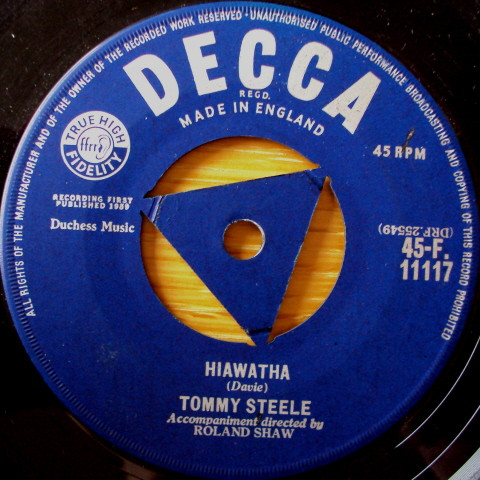 ALL RIGHTS OF THE MANUFACTURER AND OF THE OWNER OF THE RECORDED WORK RESERVED · UNAUTHORISED PUBLIC PERFORMANCE BROADCASTING AND COPYING OF THIS RECORD PROHIBITED
DECCA
REGD.
MADE IN ENGLAND
TRUE HIGH
ffrr
FIDELITY
45 RPM
RECORDING FIRST
PUBLISHED 1959
Duchess Music
(DRF.25549)
45-F.
11117
HIAWATHA
(Davie)
TOMMY STEELE
Accompaniment directed by
ROLAND SHAW